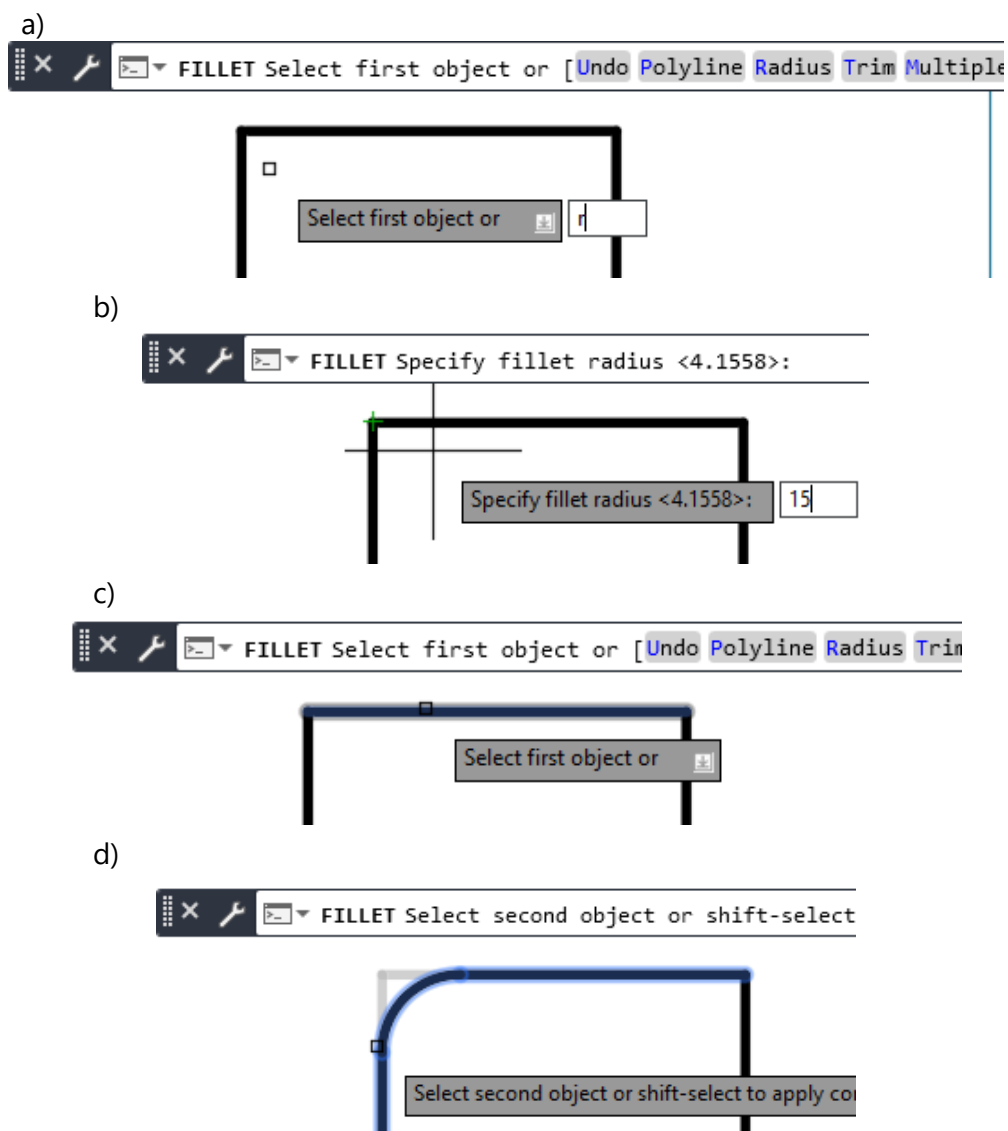 a)
FILLET Select first object or [Undo Polyline Radius Trim Multiple
Select first object or r
b)
FILLET Specify fillet radius <4.1558>:
Specify fillet radius <4.1558>: 15
c)
FILLET Select first object or [Undo Polyline Radius Trim
Select first object or
d)
FILLET Select second object or shift-select
Select second object or shift-select to apply cor